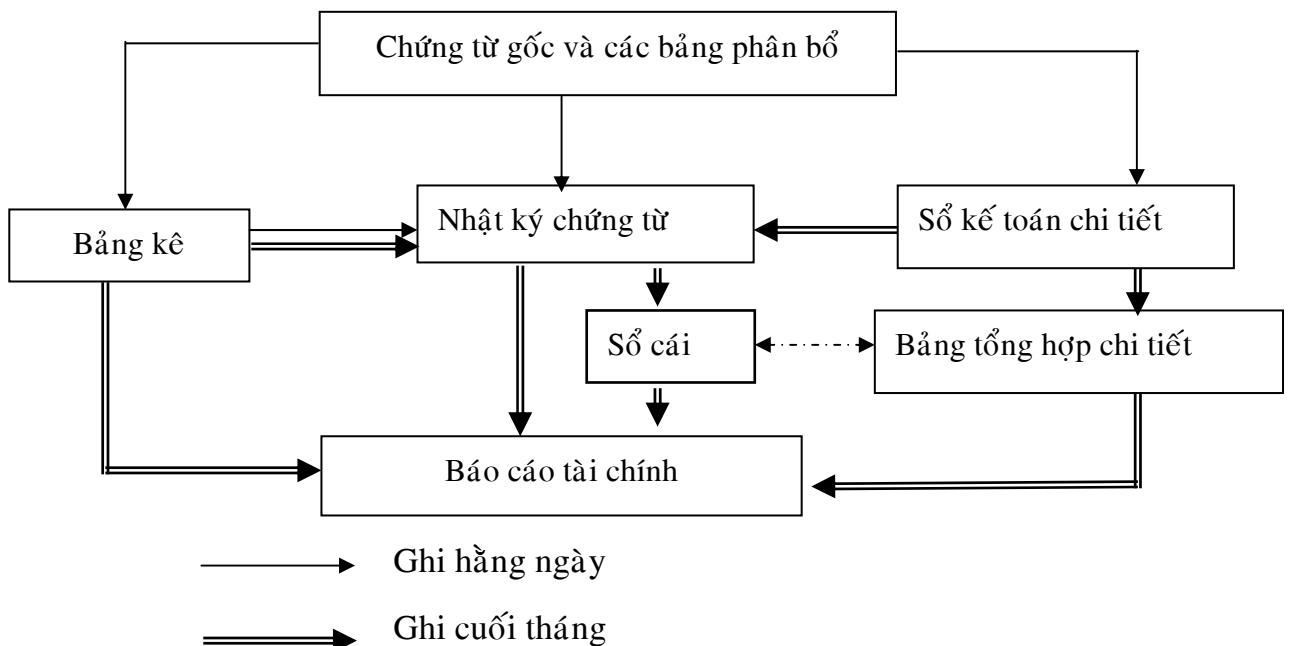 Chứng từ gốc và các bảng phân bổ
Bảng kê
Nhật ký chứng từ
Sổ kế toán chi tiết
Sổ cái
Bảng tổng hợp chi tiết
Báo cáo tài chính
Ghi hằng ngày
Ghi cuối tháng